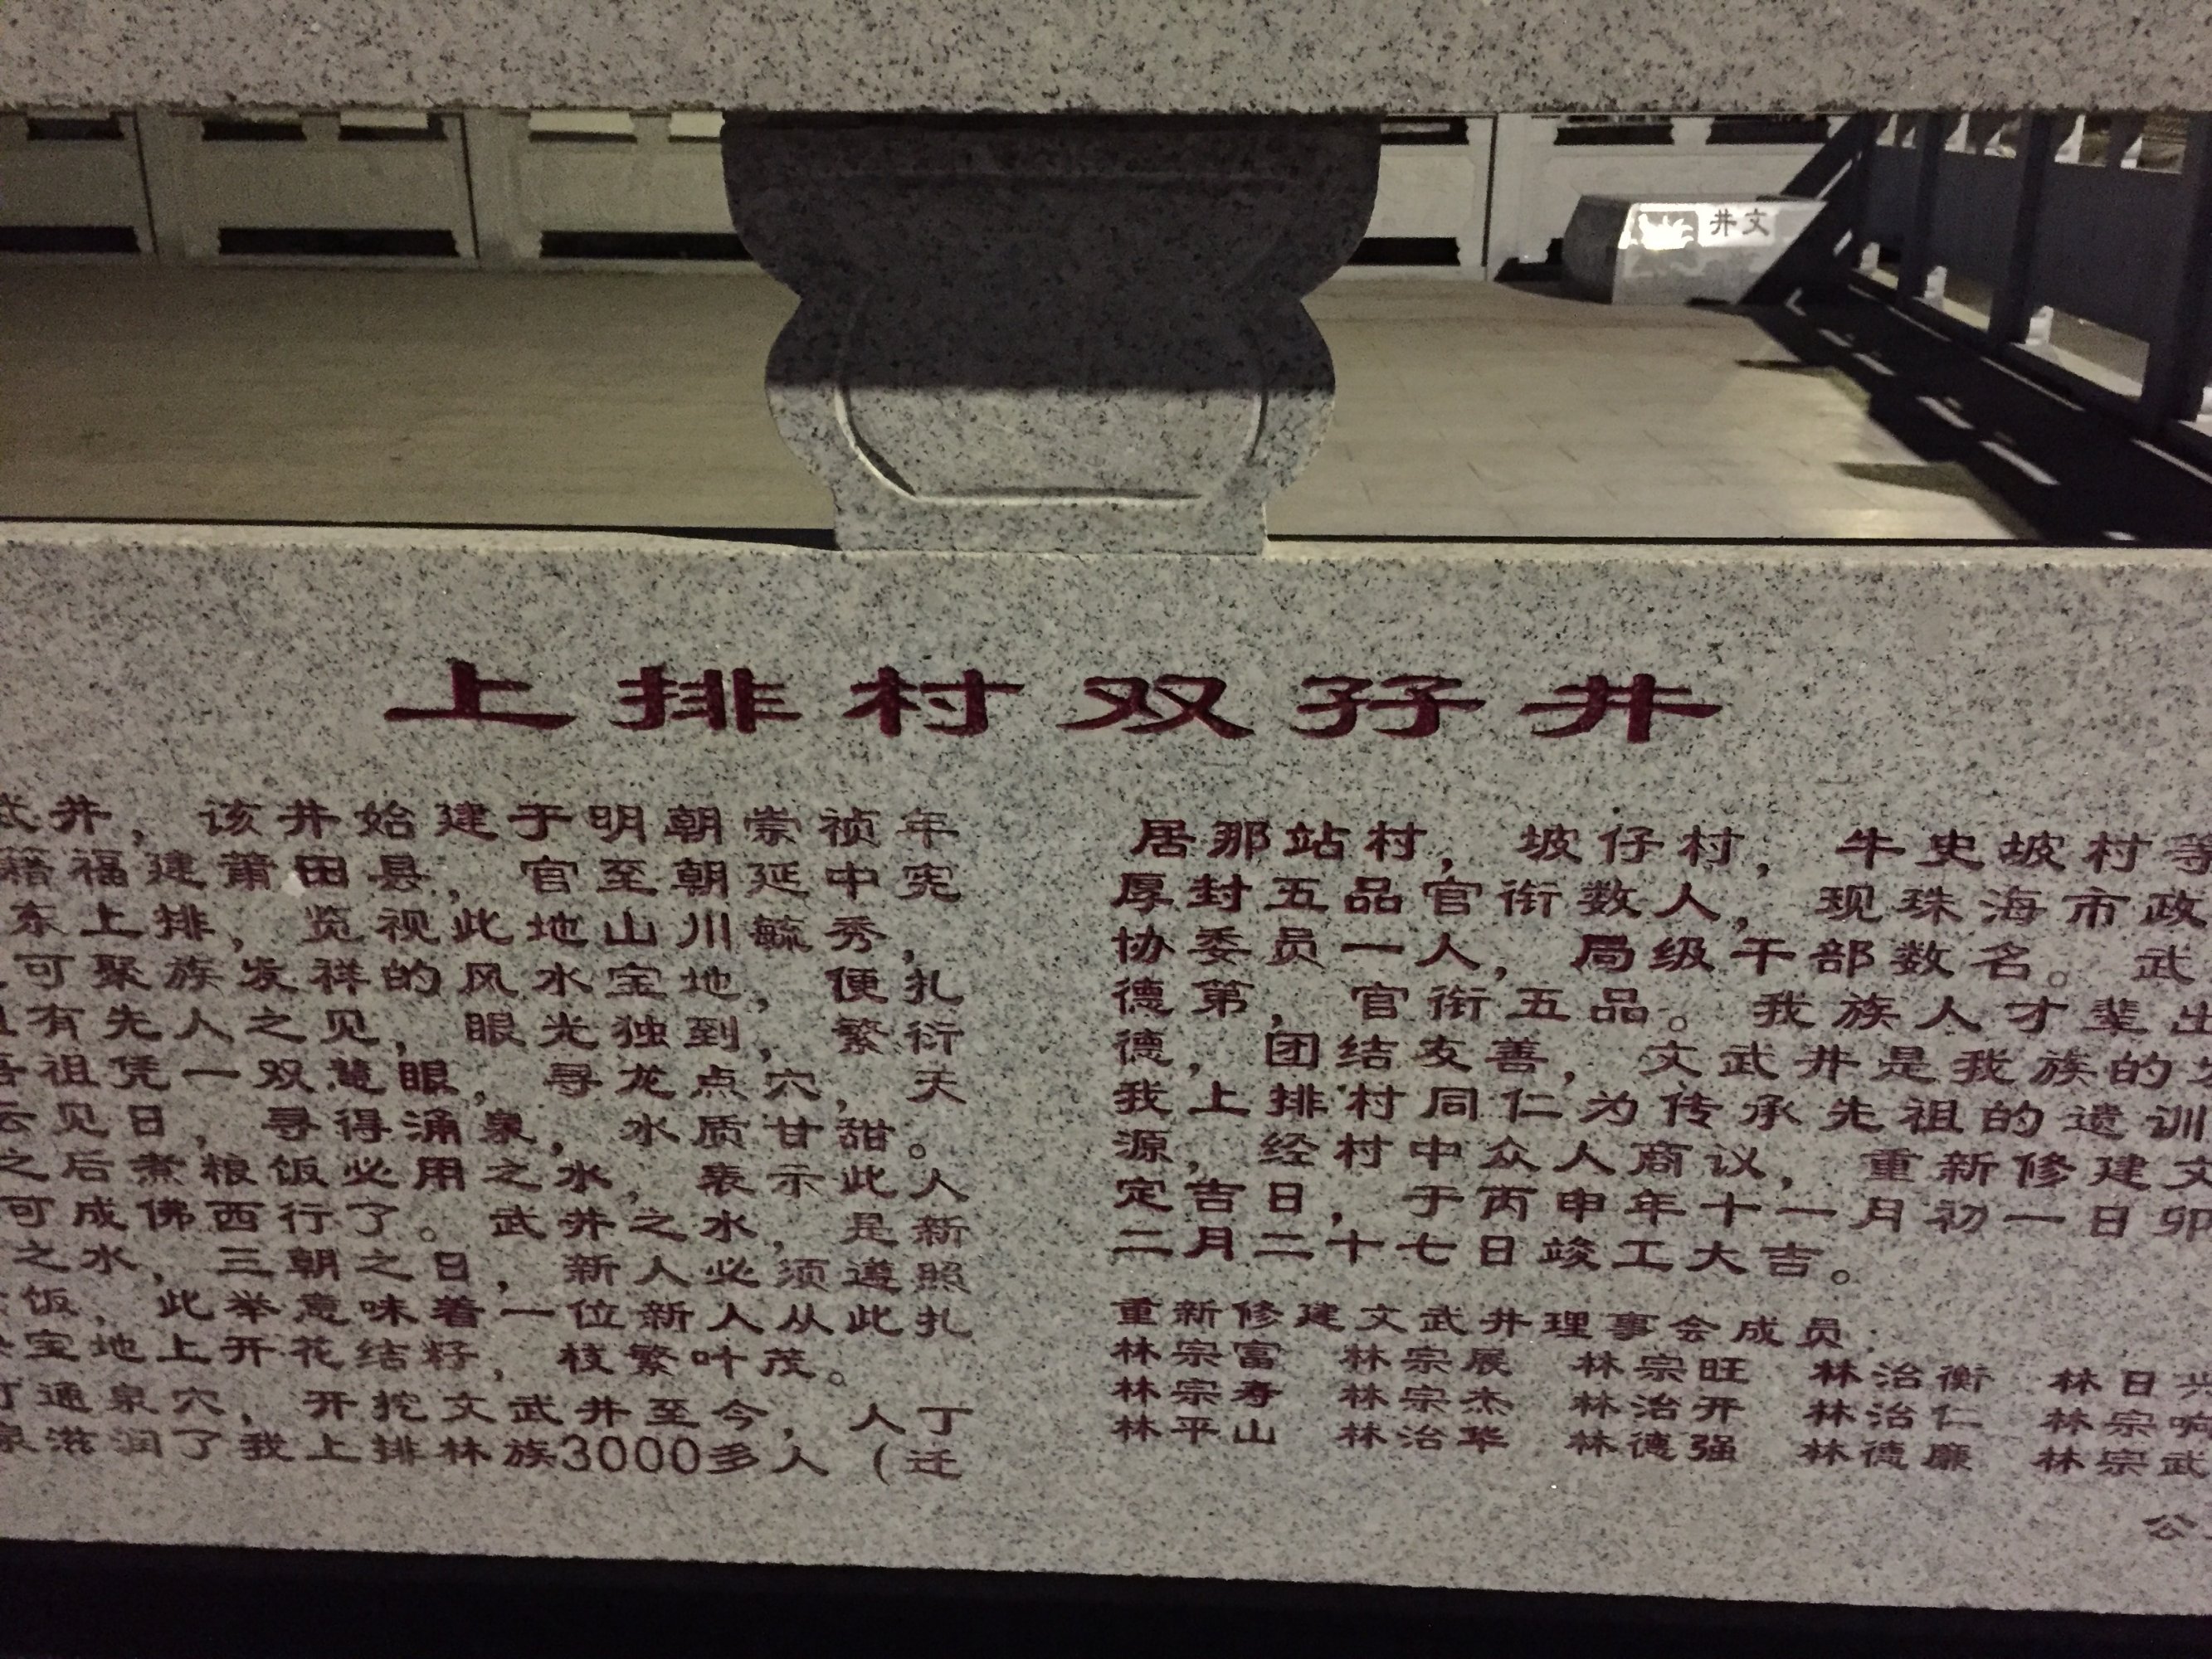 井文
上排村双孖井
武井，该井始建于明朝崇祯年
籍福建莆田县，官至朝延中宪
东上排，览视此地山川毓秀，
可聚族发祥的风水宝地，便扎
有先人之见，眼光独到，繁衍
吾祖凭一双慧眼，寻龙点穴，天
云见日，寻得涌泉，水质甘甜。
之后煮粮饭必用之水，表示此人
可成佛西行了。武井之水，是新
之水，三朝之日，新人必须遵照
饭，此举意味着一位新人从此扎
宝地上开花结籽，枝繁叶茂。
打通泉穴，开挖文武井至今，人丁
泉滋润了我上排林族3000多人（迁
居那站村，坡仔村，牛史坡村等
厚封五品官衔数人，现珠海市政
协委员一人，局级干部数名。武
德第，官衔五品。我族人才辈出
德，团结友善，文武井是我族的
我上排村同仁为传承先祖的遗训
源，经村中众人商议，重新修建文
定吉日，于丙申年十一月初一日卯
二月二十七日竣工大吉。
重新修建文武井理事会成员：
林宗富 林宗展 林宗旺 林治衡 林日兴
林宗寿 林宗杰 林治开 林治仁 林宗响
林平山 林治华 林德强 林德廉 林宗武
公